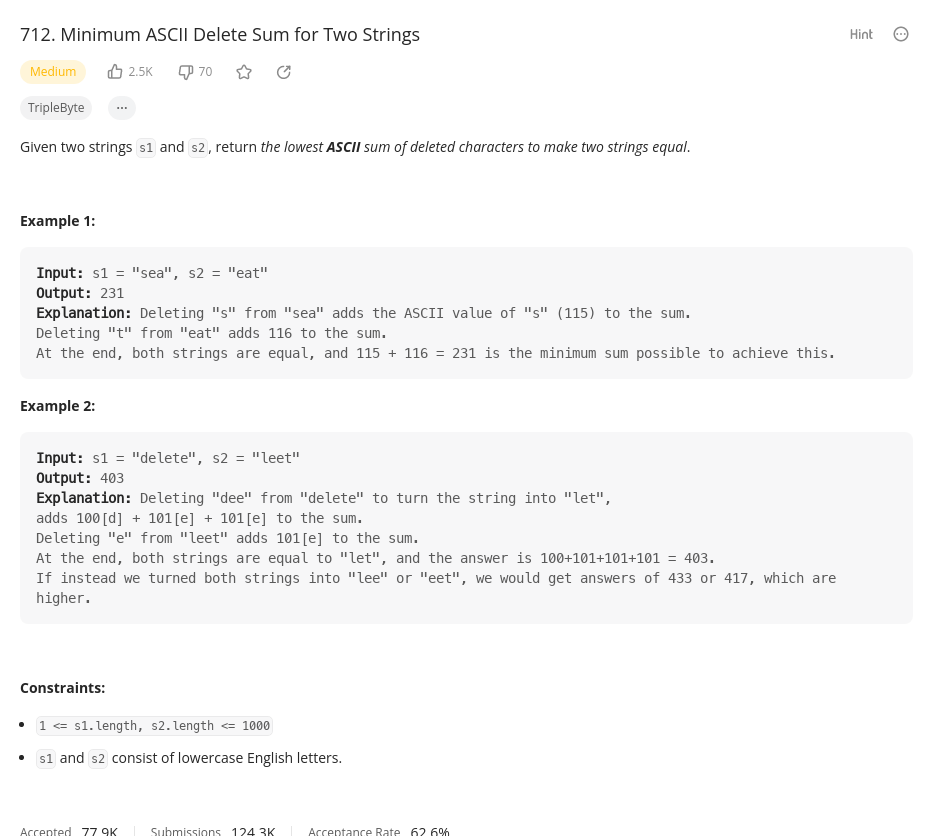 712. Minimum ASCII Delete Sum for Two Strings
Hint
Medium 2.5K 70
TripleByte ...
Given two strings s1 and s2, return the lowest ASCII sum of deleted characters to make two strings equal.
Example 1:
Input: s1 = "sea", s2 = "eat"
Output: 231
Explanation: Deleting "s" from "sea" adds the ASCII value of "s" (115) to the sum.
Deleting "t" from "eat" adds 116 to the sum.
At the end, both strings are equal, and 115 + 116 = 231 is the minimum sum possible to achieve this.
Example 2:
Input: s1 = "delete", s2 = "leet"
Output: 403
Explanation: Deleting "dee" from "delete" to turn the string into "let",
adds 100[d] + 101[e] + 101[e] to the sum.
Deleting "e" from "leet" adds 101[e] to the sum.
At the end, both strings are equal to "let", and the answer is 100+101+101+101 = 403.
If instead we turned both strings into "lee" or "eet", we would get answers of 433 or 417, which are
higher.
Constraints:
• 1 <= s1.length, s2.length <= 1000
• s1 and s2 consist of lowercase English letters.
Accepted 77.9K Submissions 124.3K Acceptance Rate 62.6%